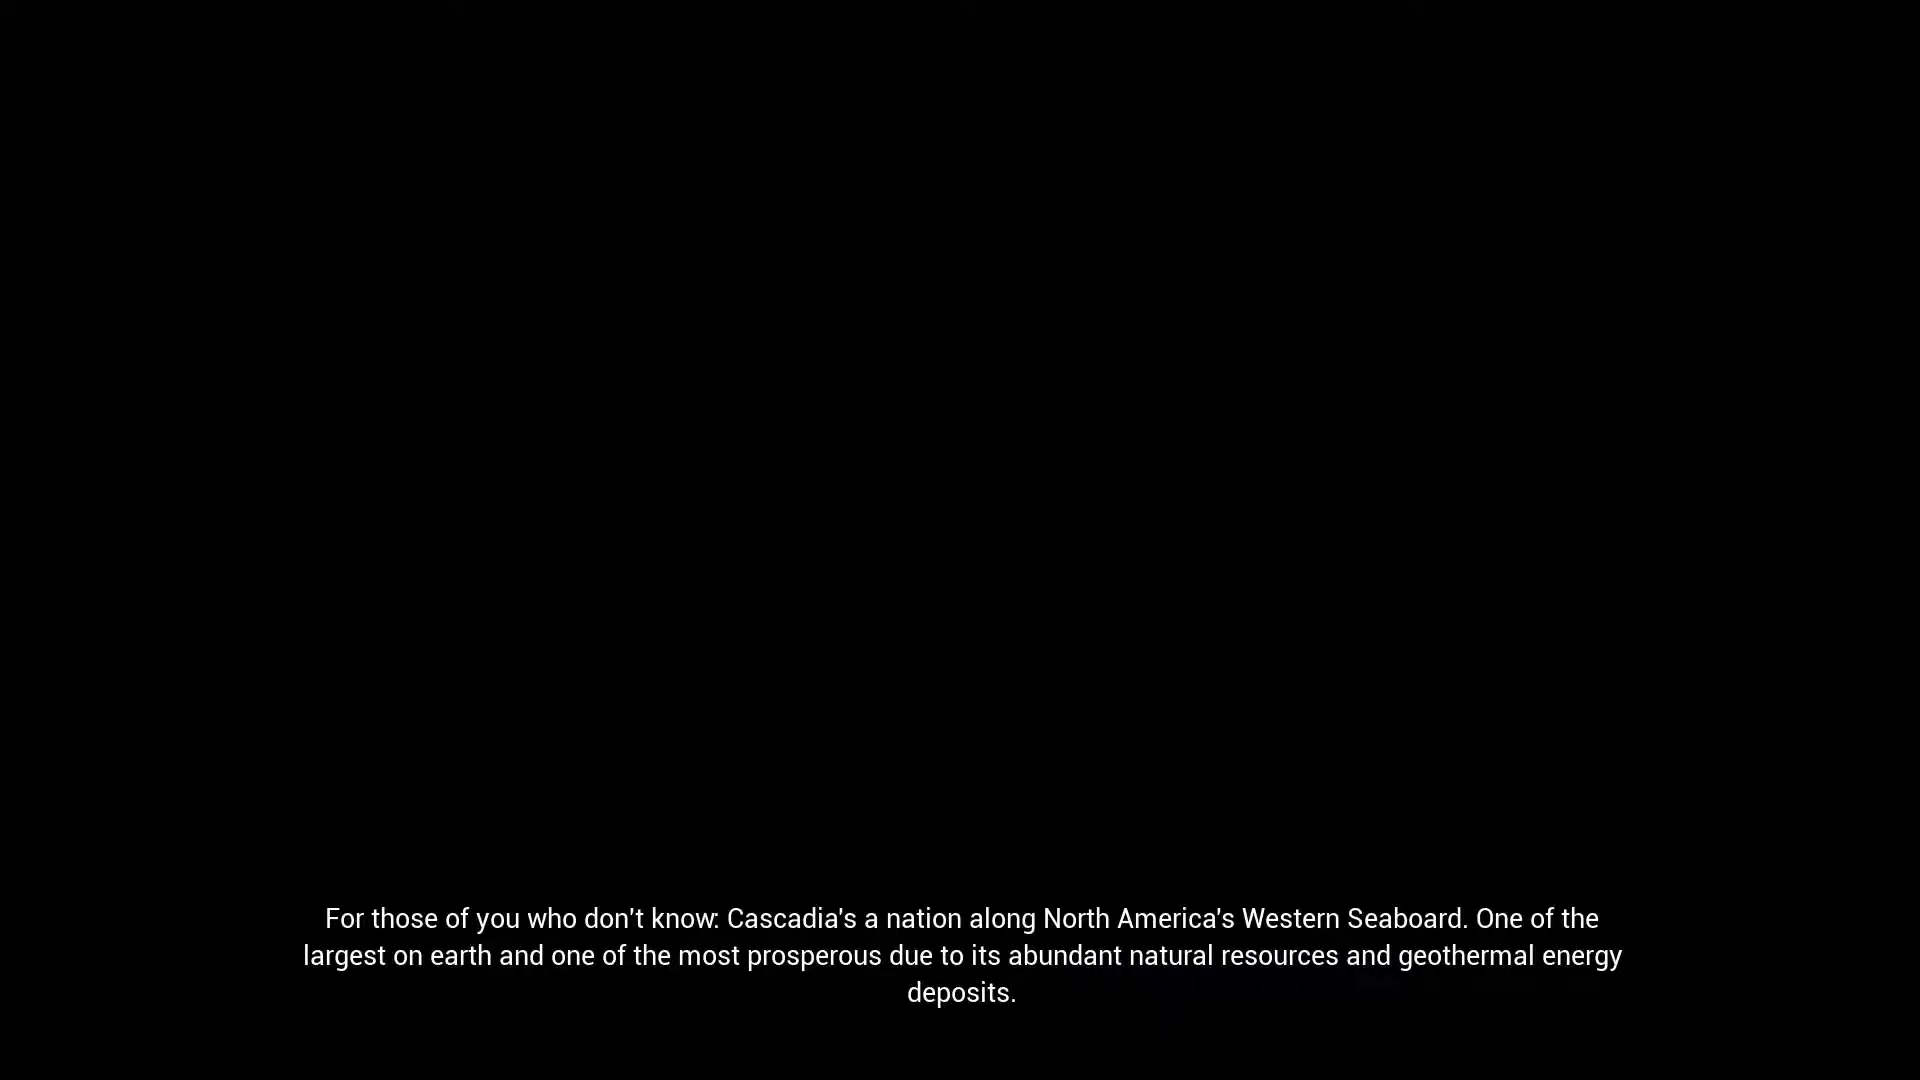 For those of you who don't know: Cascadia's a nation along North America's Western Seaboard. One of the
largest on earth and one of the most prosperous due to its abundant natural resources and geothermal energy
deposits.